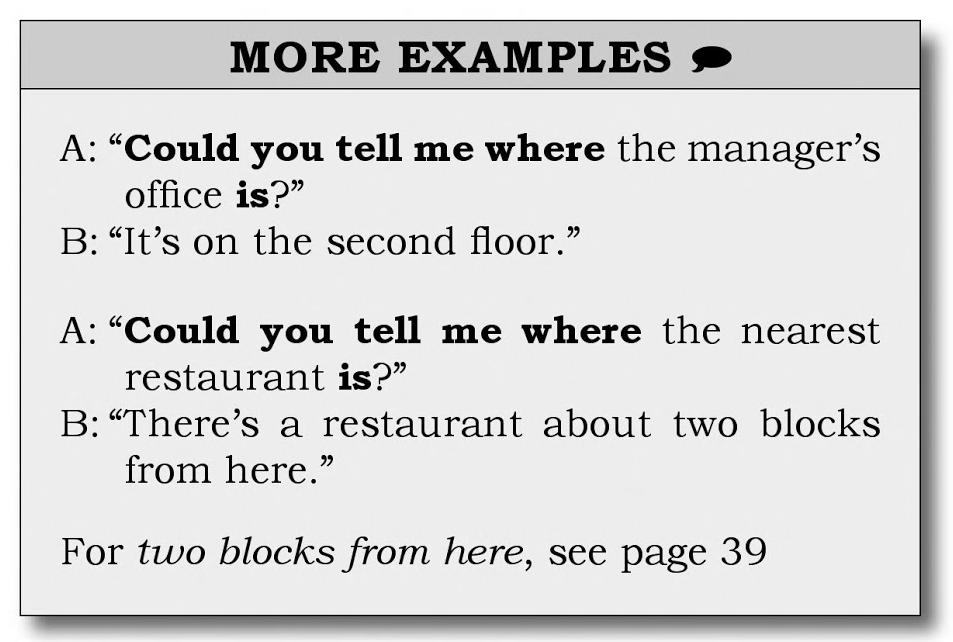 MORE EXAMPLES
A: “Could you tell me where the manager’s
office is?”
B: “It’s on the second floor.”
A: “Could you tell me where the nearest
restaurant is?”
B: “There’s a restaurant about two blocks
from here.”
For two blocks from here, see page 39